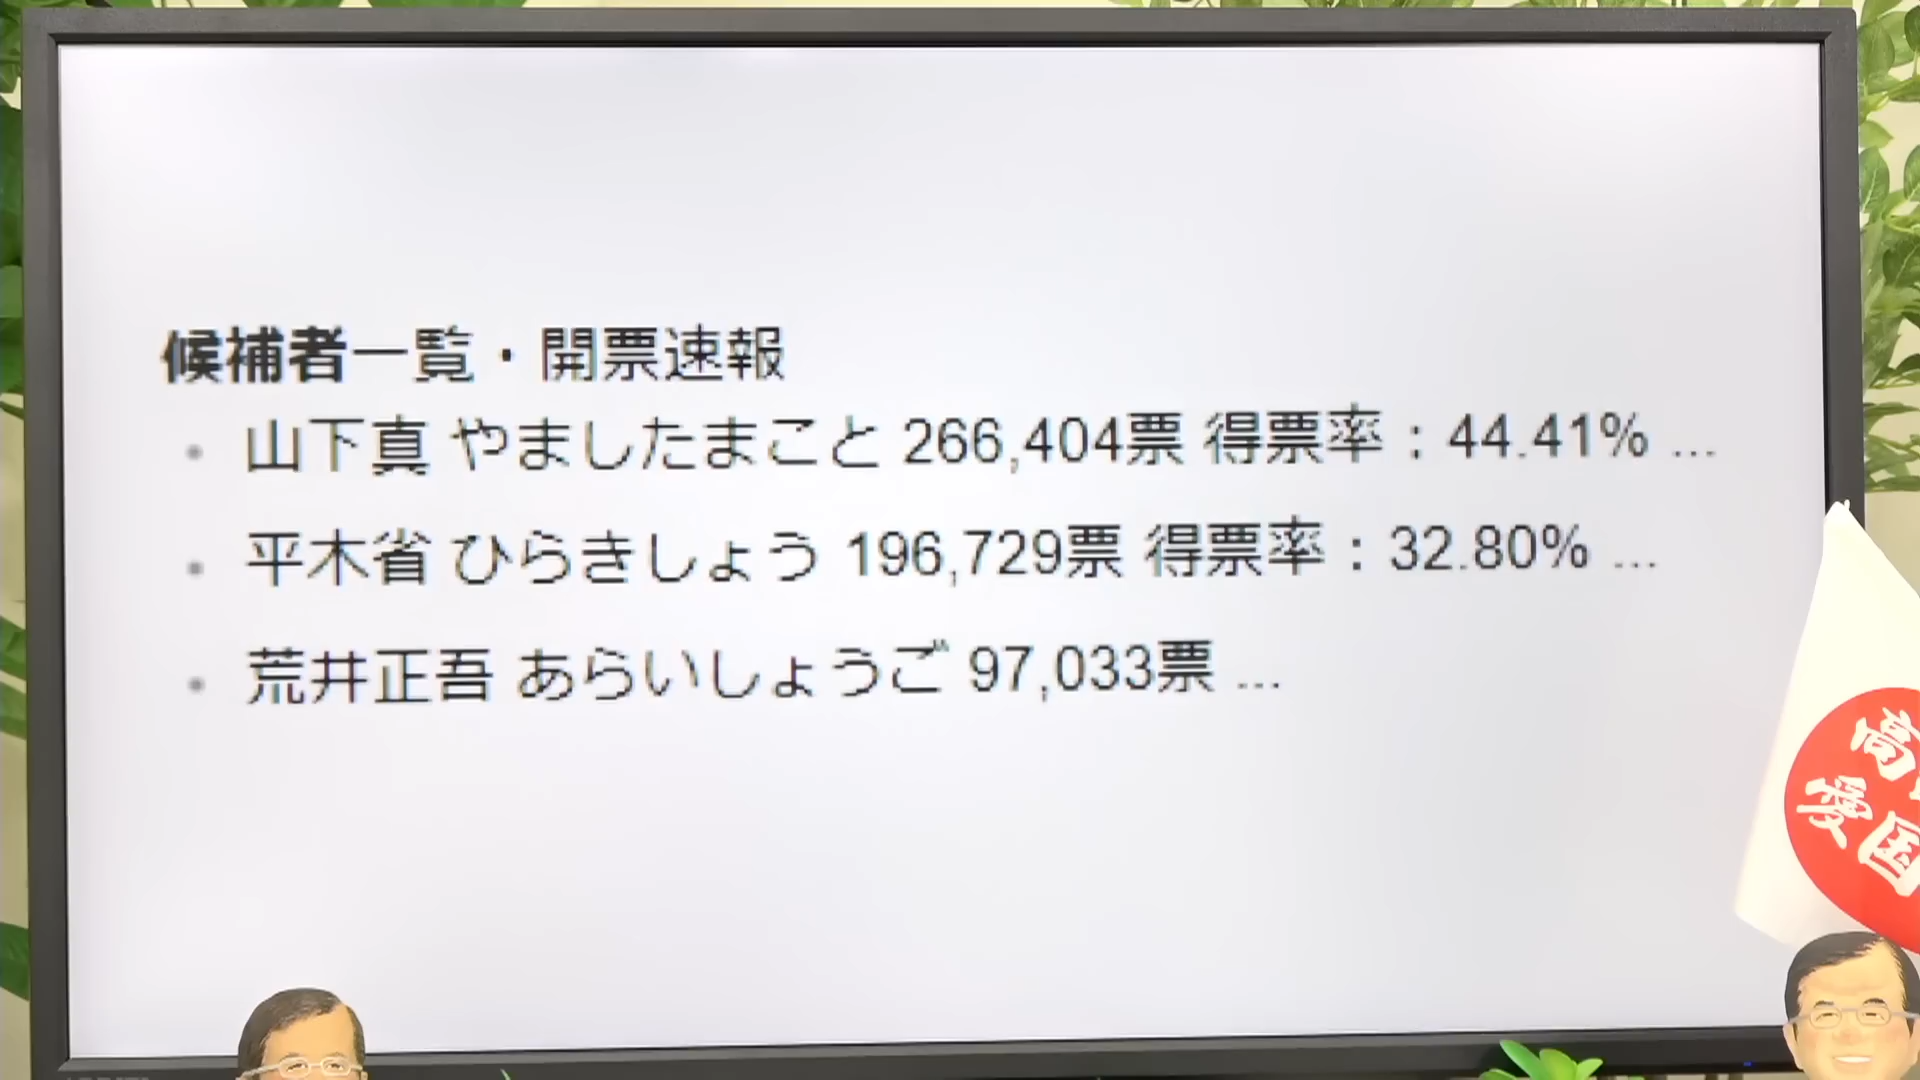 候補者一覧・開票速報
• 山下真 やましたまこと 266,404票 得票率：44.41% ...
• 平木省 ひらきしょう 196,729票 得票率：32.80% ...
• 荒井正吾 あらいしょうご 97,033票 ...
高
愛国